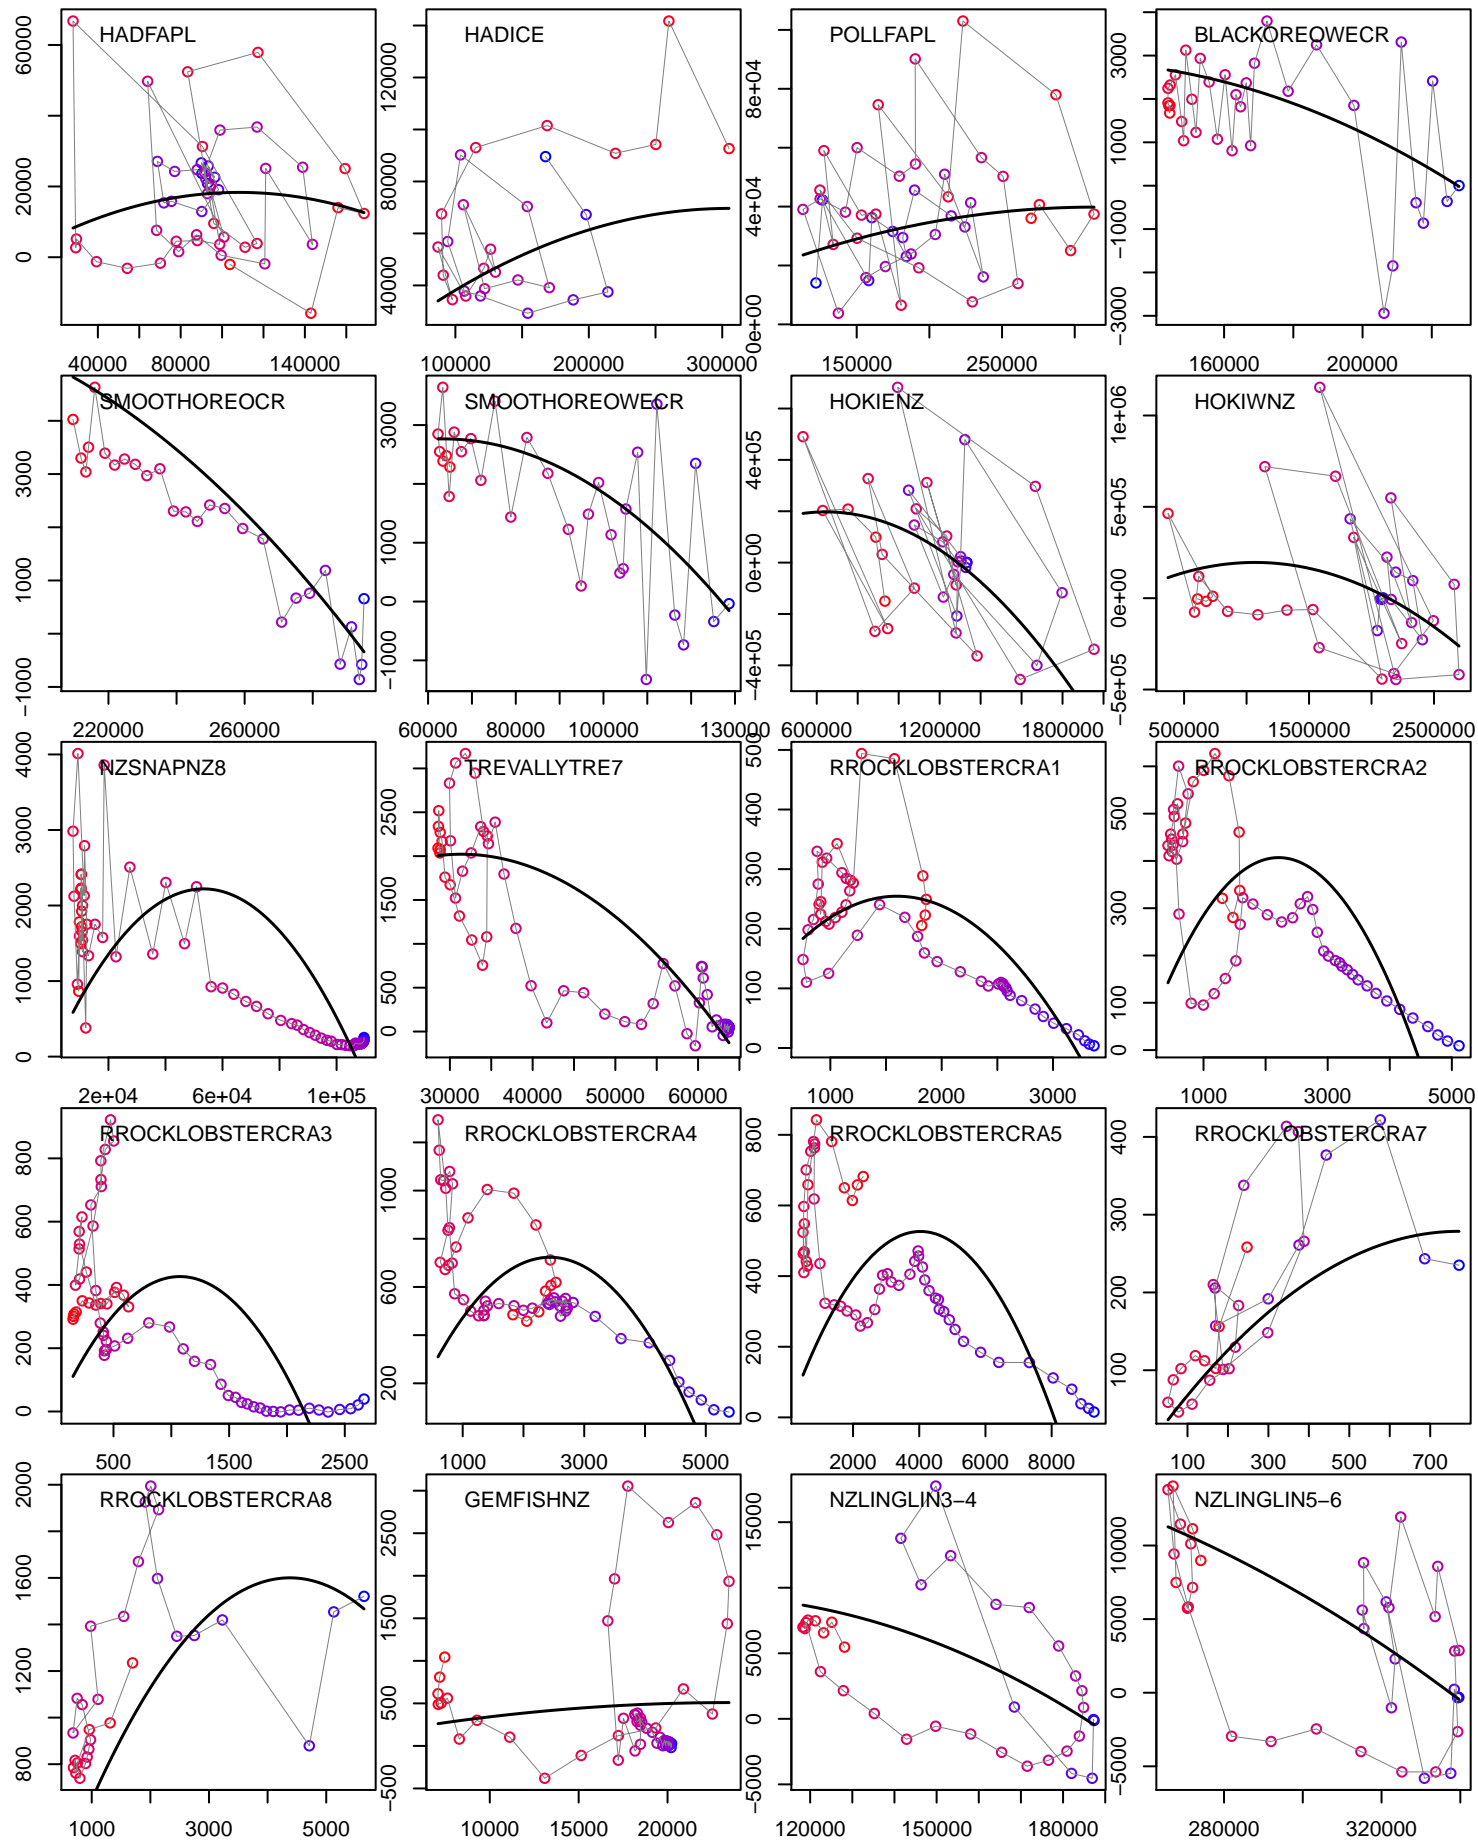 HADFAPL
60000
20000
0
40000 80000 140000
HADICE
120000
80000
40000
100000 200000 300000
POLLFAPL
8e+04
4e+04
0e+00
150000 250000
BLACKOREOWECR
3000
1000
−1000
−3000
160000 200000
SMOOTHOREOCR
3000
1000
−1000
220000 260000
SMOOTHOREOWECR
3000
1000
0
−1000
60000 80000 100000 130000
HOKIENZ
4e+05
0e+00
−4e+05
600000 1200000 1800000
HOKIWNZ
1e+06
5e+05
0e+00
−5e+05
500000 1500000 2500000
NZSNAPNZ8
4000
3000
2000
1000
0
2e+04 6e+04 1e+05
TREVALLYTRE7
2500
1500
500
0
30000 40000 50000 60000
RROCKLOBSTERCRA1
500
400
300
200
100
0
1000 2000 3000
RROCKLOBSTERCRA2
500
300
100
0
1000 3000 5000
RROCKLOBSTERCRA3
800
600
400
200
0
500 1500 2500
RROCKLOBSTERCRA4
1000
600
200
1000 3000 5000
RROCKLOBSTERCRA5
800
600
400
200
0
2000 4000 6000 8000
RROCKLOBSTERCRA7
400
300
200
100
100 300 500 700
RROCKLOBSTERCRA8
2000
1600
1200
800
1000 3000 5000
GEMFISHNZ
2500
1500
500
−500
10000 15000 20000
NZLINGLIN3−4
15000
5000
0
−5000
120000 150000 180000
NZLINGLIN5−6
10000
5000
0
−5000
280000 320000